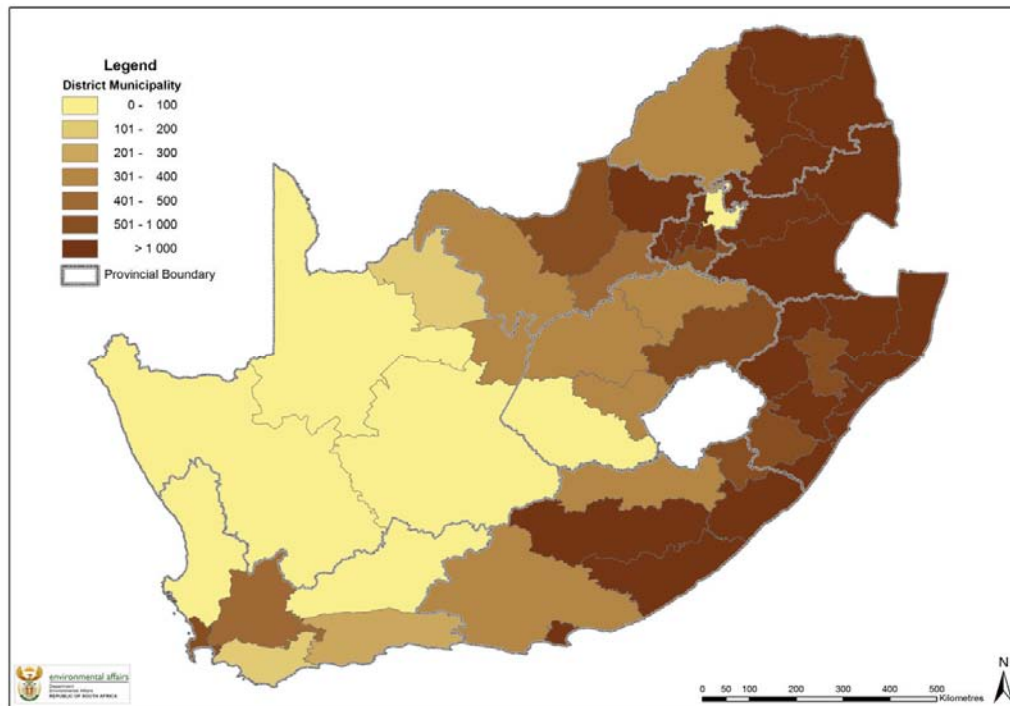 Legend
District Municipality
0 - 100
101 - 200
201 - 300
301 - 400
401 - 500
501 - 1 000
> 1 000
Provincial Boundary
environmental affairs
Department:
Environmental Affairs
REPUBLIC OF SOUTH AFRICA
N
0 50 100 200 300 400 500
Kilometres